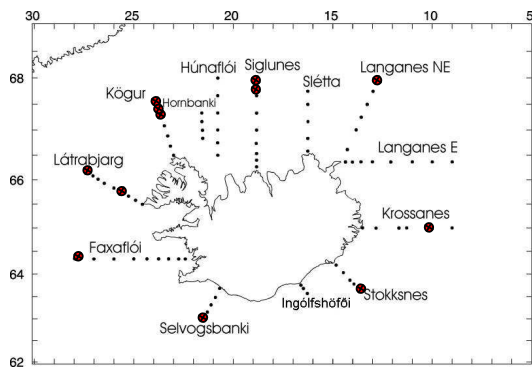 30 25 20 15 10 5
68
Húnaflói
Siglunes
Langanes NE
Slétta
Kögur
Hornbanki
Langanes E
Látrabjarg
66
Krossanes
Faxaflói
64
Ingólfshöfði
Stokksnes
Selvogsbanki
62